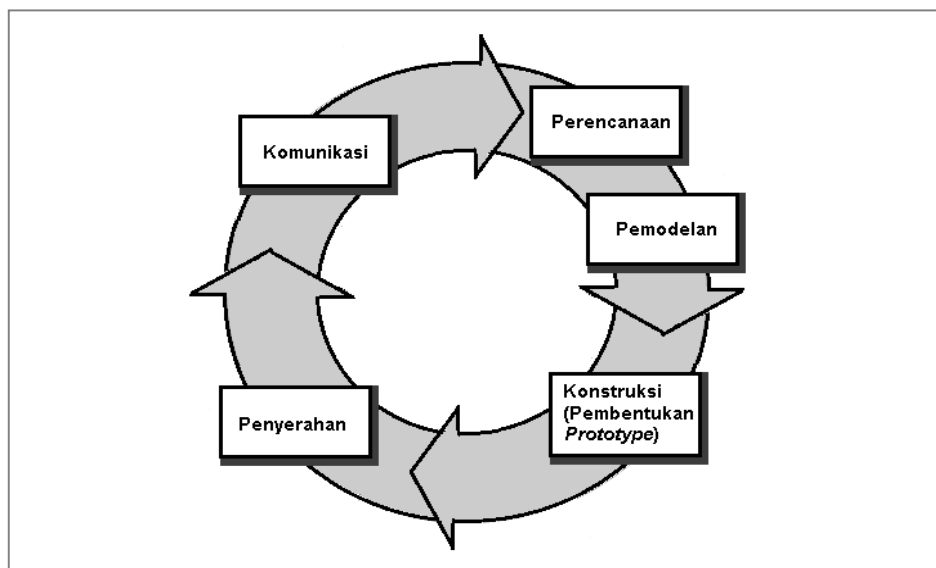 Komunikasi
Perencanaan
Pemodelan
Konstruksi
(Pembentukan
Prototype)
Penyerahan